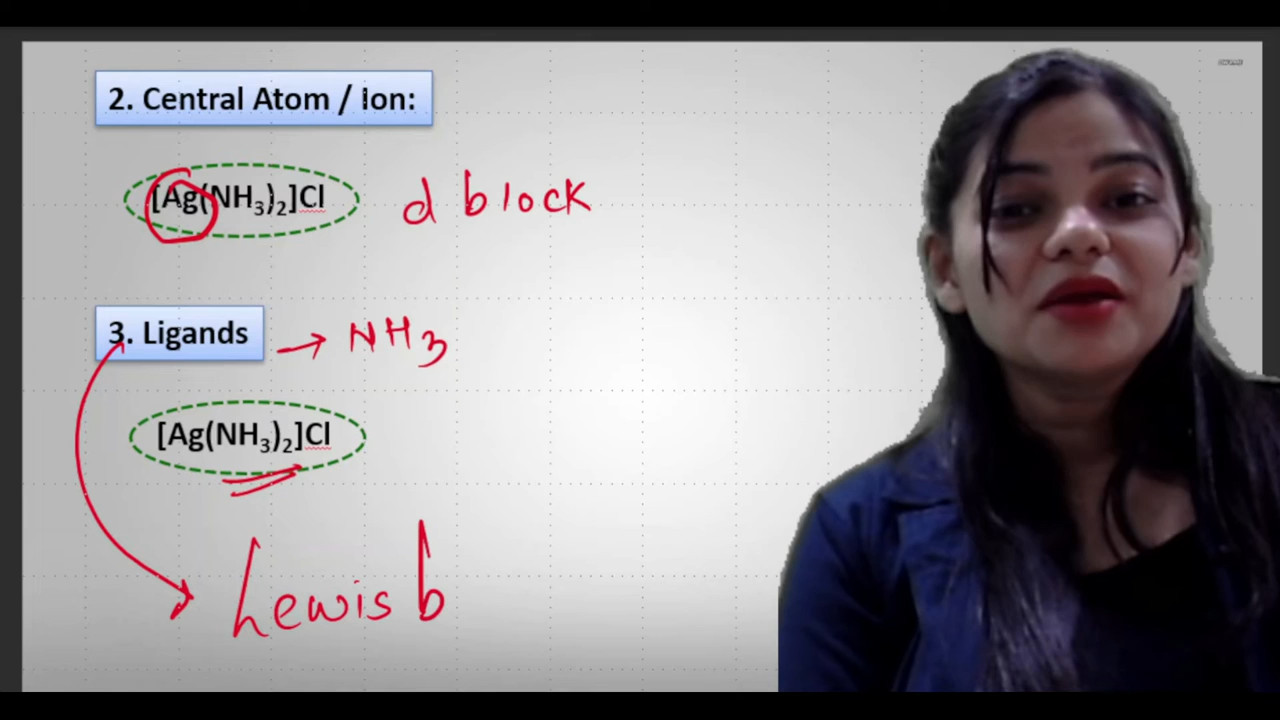 2. Central Atom / Ion:
[Ag(NH₃)₂]Cl
d block
3. Ligands → NH₃
[Ag(NH₃)₂]Cl
Lewis b